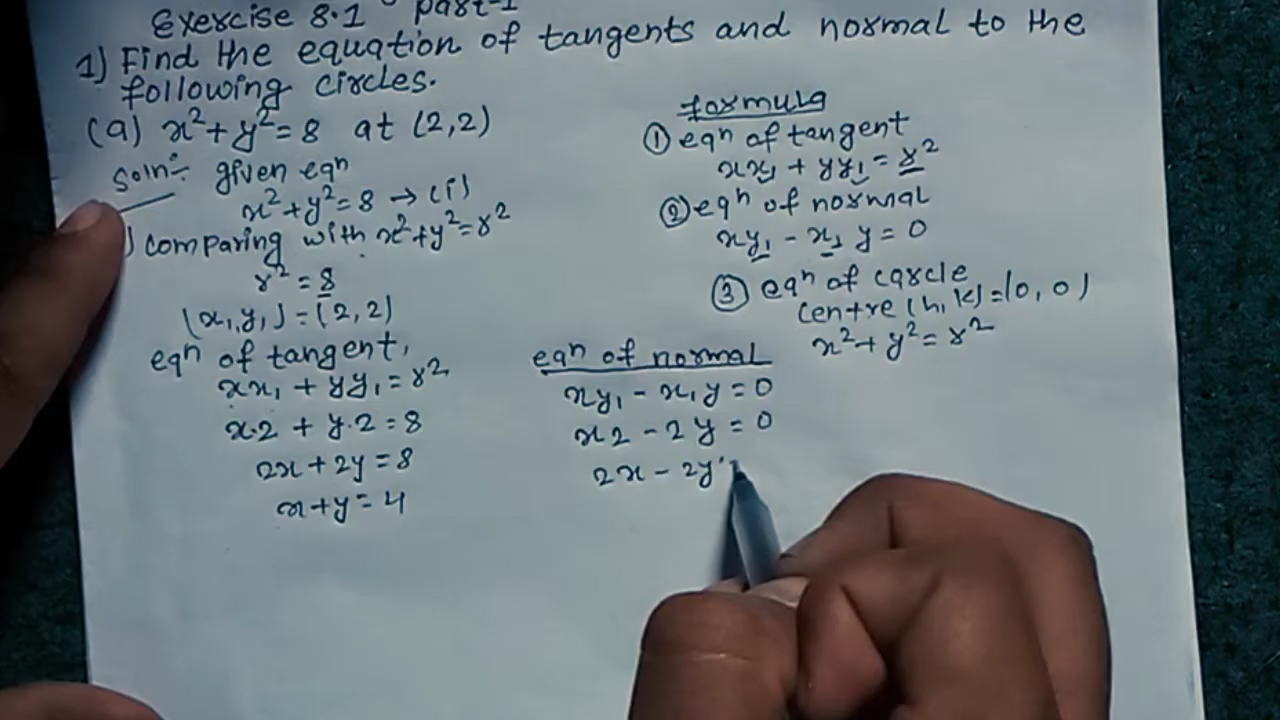 Exercise 8.1 part-1
1) Find the equation of tangents and normal to the
following circles.
(a) x²+y²=8 at (2,2)
Soln:- given eqn
x²+y²=8 → (i)
) comparing with x²+y²=r²
r²=8
(x₁,y₁)=(2,2)
eqn of tangent,
xx₁ + yy₁ = r²
x.2 + y.2 = 8
2x + 2y = 8
x+y = 4
formula
① eqn of tangent
xx₁ + yy₁ = r²
② eqn of normal
xy₁ - x₁y = 0
③ eqn of carcle
centre (h,k)=(0,0)
x²+y²=r²
eqn of normal
xy₁ - x₁y = 0
x2 - 2y = 0
2x - 2y